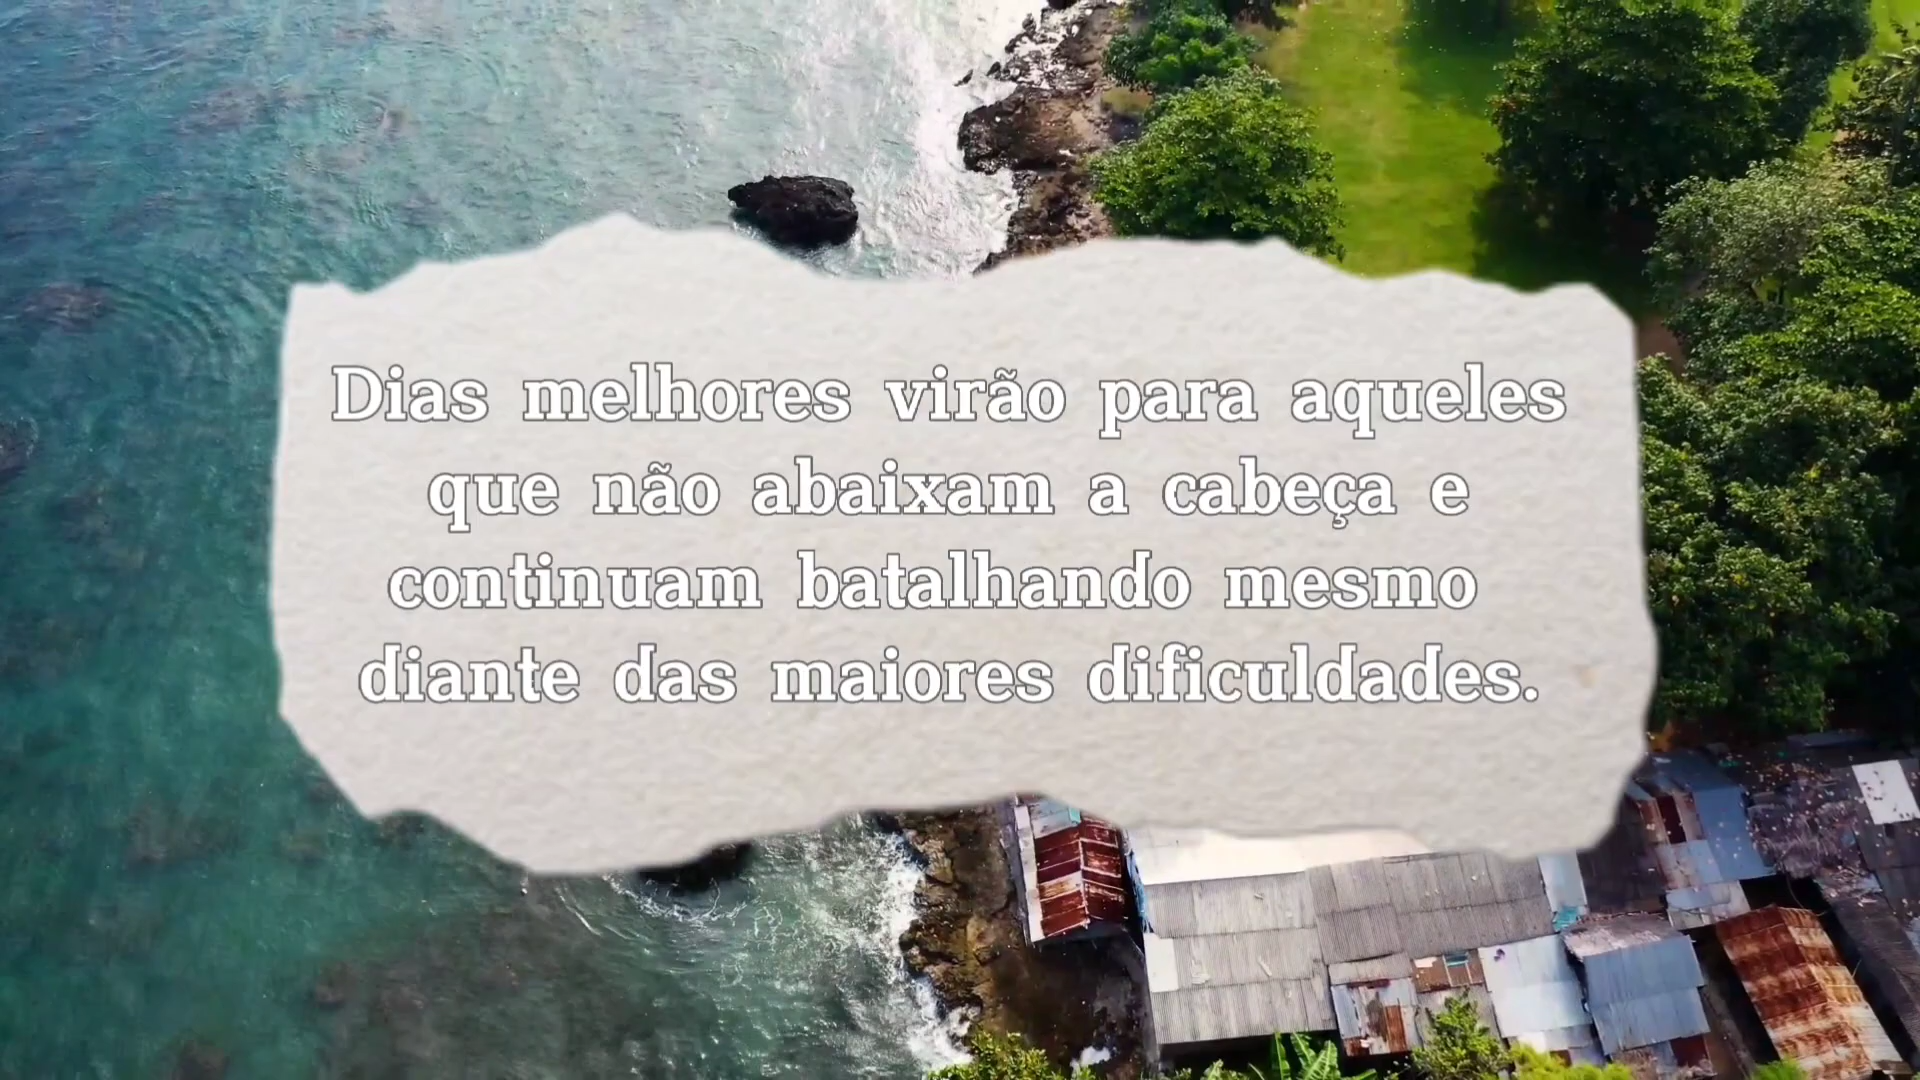 Dias melhores virão para aqueles
que não abaixam a cabeça e
continuam batalhando mesmo
diante das maiores dificuldades.